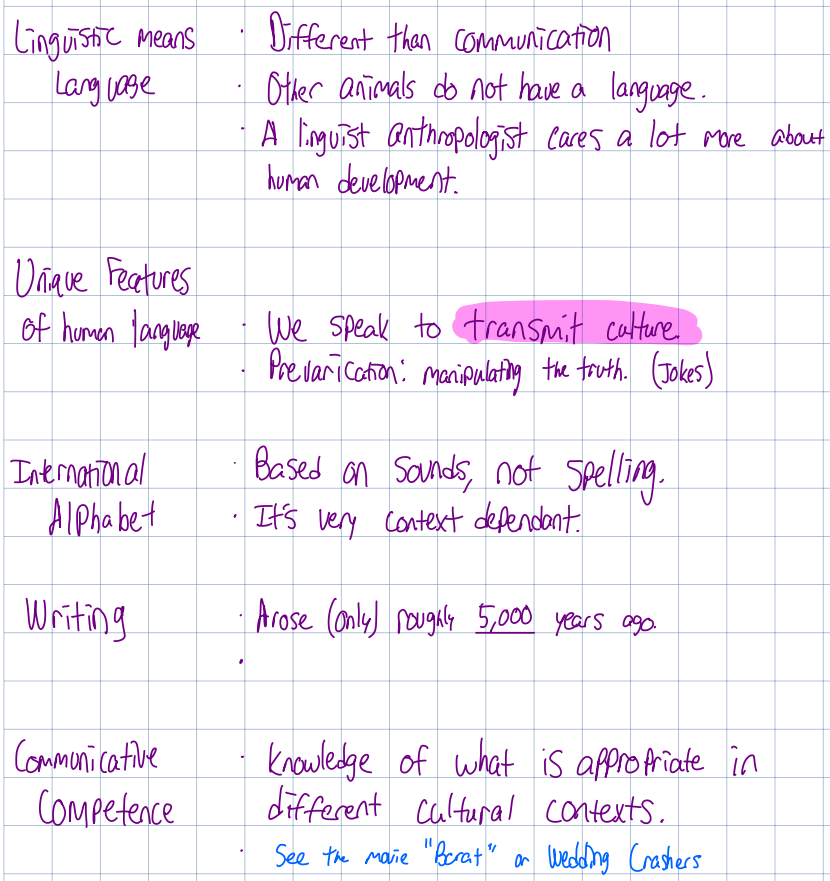 Linguistic means
Language
· Different than communication
· Other animals do not have a language.
· A linguist anthropologist cares a lot more about
human development.
Unique Features
of human language
· We speak to transmit culture.
· Prevarication: manipulating the truth. (Jokes)
International
Alphabet
· Based on sounds, not spelling.
· It's very context dependant.
Writing
· Arose (only) roughly 5,000 years ago.
·
Communicative
Competence
· Knowledge of what is appropriate in
different cultural contexts.
· See the movie "Borat" or Wedding Crashers